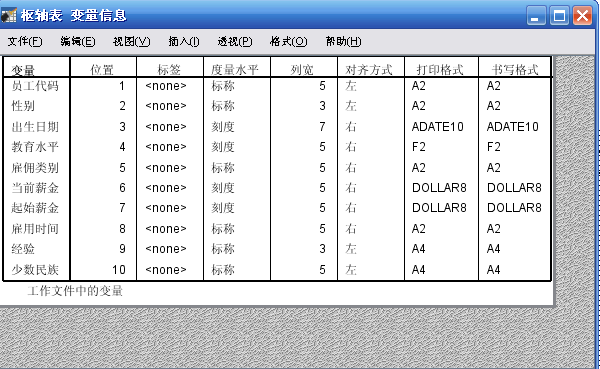 枢轴表 变量信息
文件(F) 编辑(E) 视图(V) 插入(I) 透视(P) 格式(O) 帮助(H)
变量 位置 标签 度量水平 列宽 对齐方式 打印格式 书写格式
员工代码 1 <none> 标称 5 左 A2 A2
性别 2 <none> 标称 3 左 A2 A2
出生日期 3 <none> 刻度 7 右 ADATE10 ADATE10
教育水平 4 <none> 刻度 5 右 F2 F2
雇佣类别 5 <none> 标称 5 右 A2 A2
当前薪金 6 <none> 刻度 5 右 DOLLAR8 DOLLAR8
起始薪金 7 <none> 刻度 5 右 DOLLAR8 DOLLAR8
雇用时间 8 <none> 标称 5 右 A2 A2
经验 9 <none> 标称 3 左 A4 A4
少数民族 10 <none> 标称 5 左 A4 A4
工作文件中的变量